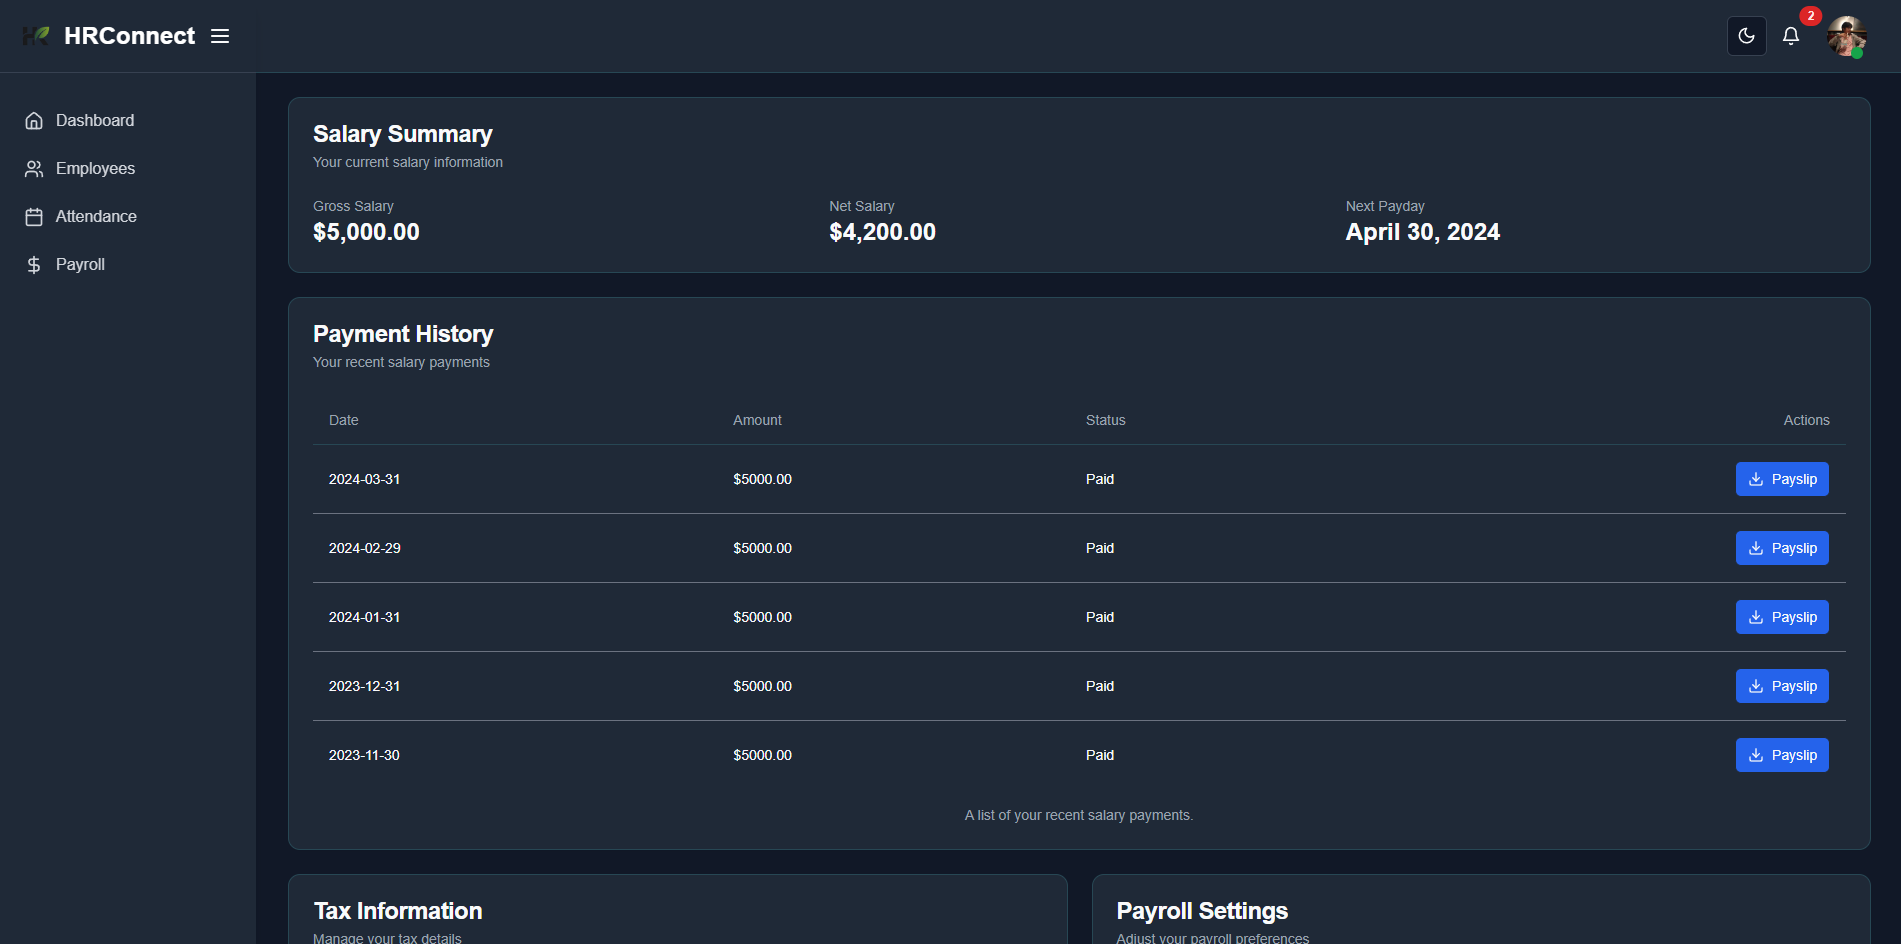 HR HRConnect
2
Dashboard
Employees
Attendance
Payroll
Salary Summary
Your current salary information
Gross Salary Net Salary Next Payday
$5,000.00 $4,200.00 April 30, 2024
Payment History
Your recent salary payments
Date Amount Status Actions
2024-03-31 $5000.00 Paid Payslip
2024-02-29 $5000.00 Paid Payslip
2024-01-31 $5000.00 Paid Payslip
2023-12-31 $5000.00 Paid Payslip
2023-11-30 $5000.00 Paid Payslip
A list of your recent salary payments.
Tax Information
Manage your tax details
Payroll Settings
Adjust your payroll preferences